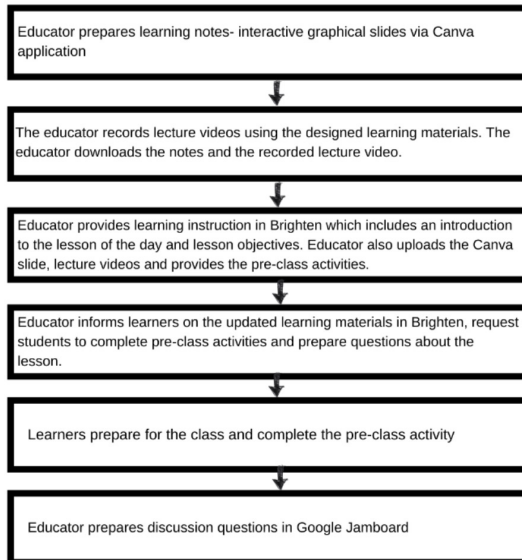 Educator prepares learning notes- interactive graphical slides via Canva
application
The educator records lecture videos using the designed learning materials. The
educator downloads the notes and the recorded lecture video.
Educator provides learning instruction in Brighten which includes an introduction
to the lesson of the day and lesson objectives. Educator also uploads the Canva
slide, lecture videos and provides the pre-class activities.
Educator informs learners on the updated learning materials in Brighten, request
students to complete pre-class activities and prepare questions about the
lesson.
Learners prepare for the class and complete the pre-class activity
Educator prepares discussion questions in Google Jamboard